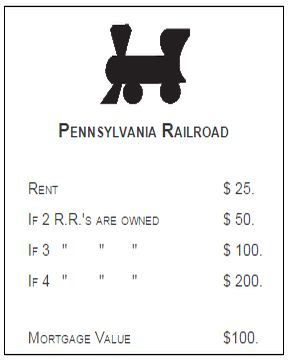 PENNSYLVANIA RAILROAD
RENT $ 25.
IF 2 R.R.'S ARE OWNED $ 50.
IF 3 " " " $ 100.
IF 4 " " " $ 200.
MORTGAGE VALUE $100.